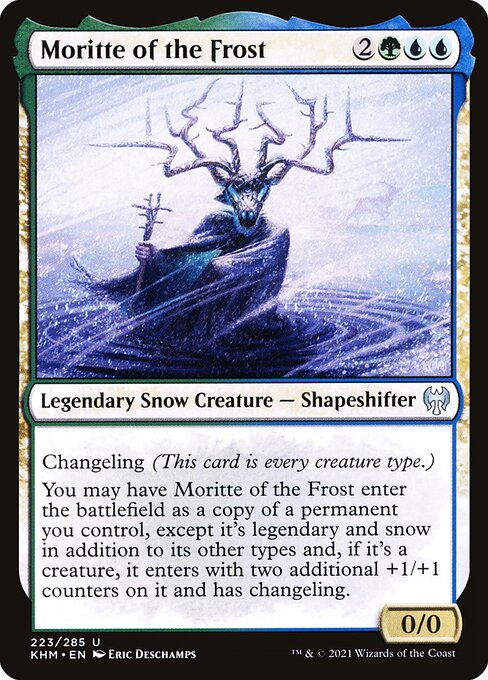 Moritte of the Frost 2
Legendary Snow Creature — Shapeshifter
Changeling (This card is every creature type.)
You may have Moritte of the Frost enter
the battlefield as a copy of a permanent
you control, except it's legendary and snow
in addition to its other types and, if it's a
creature, it enters with two additional +1/+1
counters on it and has changeling.
0/0
223/285 U
KHM • EN Eric Deschamps
™ & © 2021 Wizards of the Coast